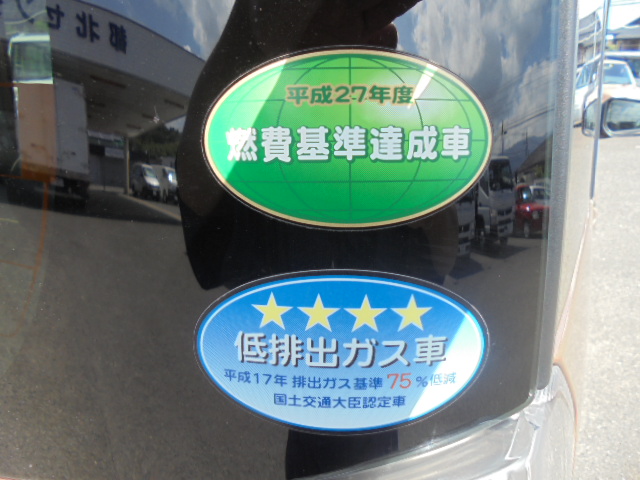 平成27年度
燃費基準達成車
低排出ガス車
平成17年 排出ガス基準 75%低減
国土交通大臣認定車